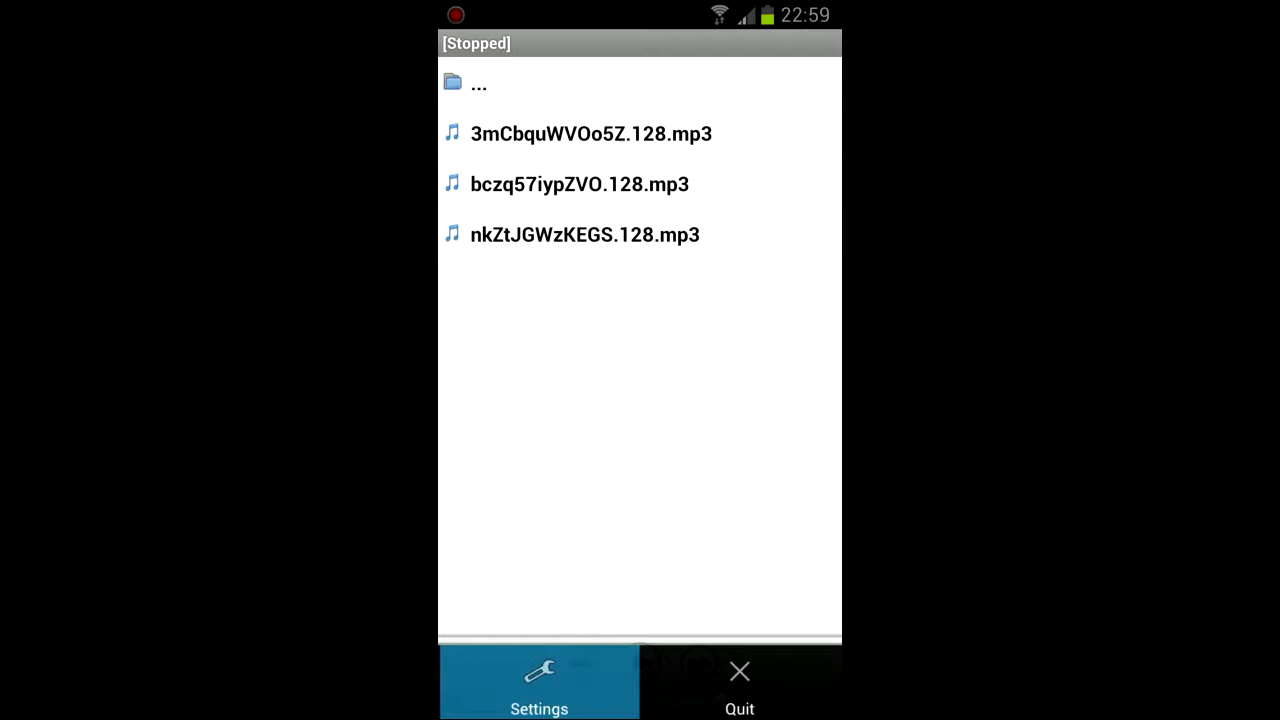 22:59
[Stopped]
...
3mCbquWVOo5Z.128.mp3
bczq57iypZVO.128.mp3
nkZtJGWzKEGS.128.mp3
Settings
Quit